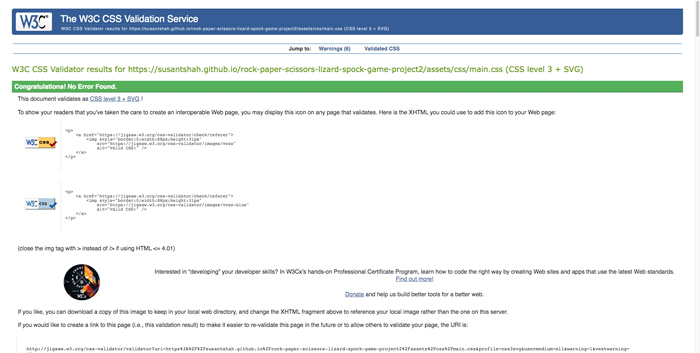 W3C®
The W3C CSS Validation Service
W3C CSS Validator results for https://susantshah.github.io/rock-paper-scissors-lizard-spock-game-project2/assets/css/main.css (CSS level 3 + SVG)
Jump to: Warnings (6) Validated CSS
W3C CSS Validator results for https://susantshah.github.io/rock-paper-scissors-lizard-spock-game-project2/assets/css/main.css (CSS level 3 + SVG)
Congratulations! No Error Found.
This document validates as CSS level 3 + SVG !
To show your readers that you've taken the care to create an interoperable Web page, you may display this icon on any page that validates. Here is the XHTML you could use to add this icon to your Web page:
W3C css
<p>
<a href="https://jigsaw.w3.org/css-validator/check/referer">
<img style="border:0;width:88px;height:31px"
src="https://jigsaw.w3.org/css-validator/images/vcss"
alt="Valid CSS!" />
</a>
</p>
W3C css
<p>
<a href="https://jigsaw.w3.org/css-validator/check/referer">
<img style="border:0;width:88px;height:31px"
src="https://jigsaw.w3.org/css-validator/images/vcss-blue"
alt="Valid CSS!" />
</a>
</p>
(close the img tag with > instead of /> if using HTML <= 4.01)
Interested in "developing" your developer skills? In W3Cx's hands-on Professional Certificate Program, learn how to code the right way by creating Web sites and apps that use the latest Web standards.
Find out more!
Donate and help us build better tools for a better web.
If you like, you can download a copy of this image to keep in your local web directory, and change the XHTML fragment above to reference your local image rather than the one on this server.
If you would like to create a link to this page (i.e., this validation result) to make it easier to re-validate this page in the future or to allow others to validate your page, the URI is:
http://jigsaw.w3.org/css-validator/validator?uri=https%3A%2F%2Fsusantshah.github.io%2Frock-paper-scissors-lizard-spock-game-project2%2Fassets%2Fcss%2Fmain.css&profile=css3svg&usermedium=all&warning=1&vextwarning=